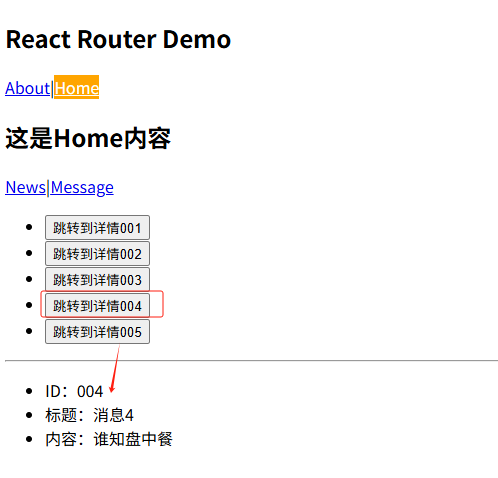 React Router Demo
About|Home
这是Home内容
News|Message
跳转到详情001
跳转到详情002
跳转到详情003
跳转到详情004
跳转到详情005
ID：004
标题：消息4
内容：谁知盘中餐